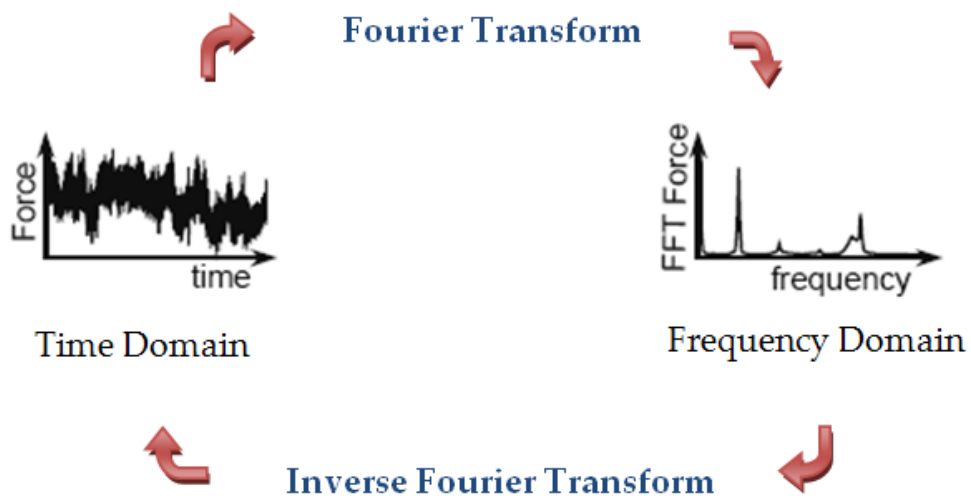 Fourier Transform
Force
time
Time Domain
FFT Force
frequency
Frequency Domain
Inverse Fourier Transform